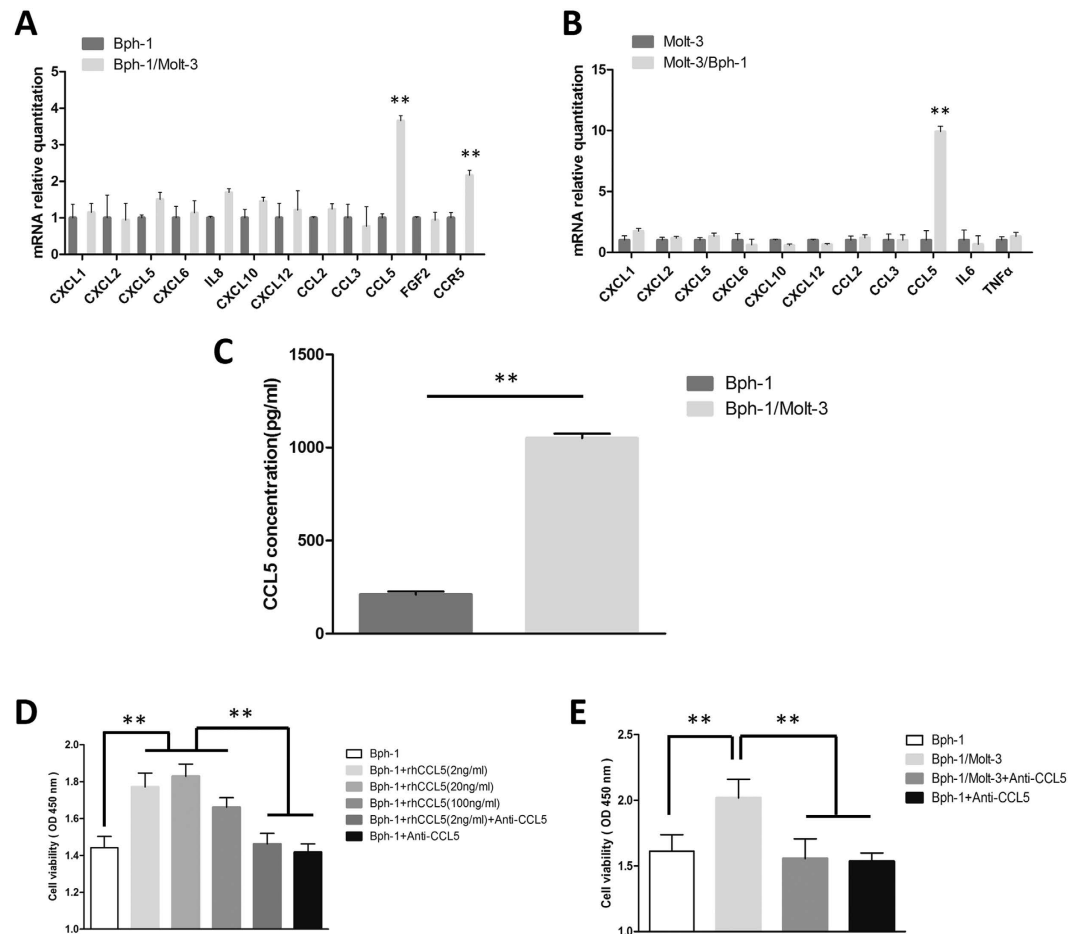 A
Bph-1
Bph-1/Molt-3
mRNA relative quantitation
5
4
3
2
1
0
**
**
CXCL1
CXCL2
CXCL5
CXCL6
IL8
CXCL10
CXCL12
CCL2
CCL3
CCL5
FGF2
CCR5
B
Molt-3
Molt-3/Bph-1
mRNA relative quantitation
15
10
5
0
**
CXCL1
CXCL2
CXCL5
CXCL6
CXCL10
CXCL12
CCL2
CCL3
CCL5
IL6
TNFα
C
CCL5 concentration(pg/ml)
1500
1000
500
0
**
Bph-1
Bph-1/Molt-3
D
Cell viability ( OD 450 nm )
2.0
1.8
1.6
1.4
1.2
1.0
**
**
Bph-1
Bph-1+rhCCL5(2ng/ml)
Bph-1+rhCCL5(20ng/ml)
Bph-1+rhCCL5(100ng/ml)
Bph-1+rhCCL5(2ng/ml)+Anti-CCL5
Bph-1+Anti-CCL5
E
Cell viability ( OD 450 nm )
2.5
2.0
1.5
1.0
**
**
Bph-1
Bph-1/Molt-3
Bph-1/Molt-3+Anti-CCL5
Bph-1+Anti-CCL5